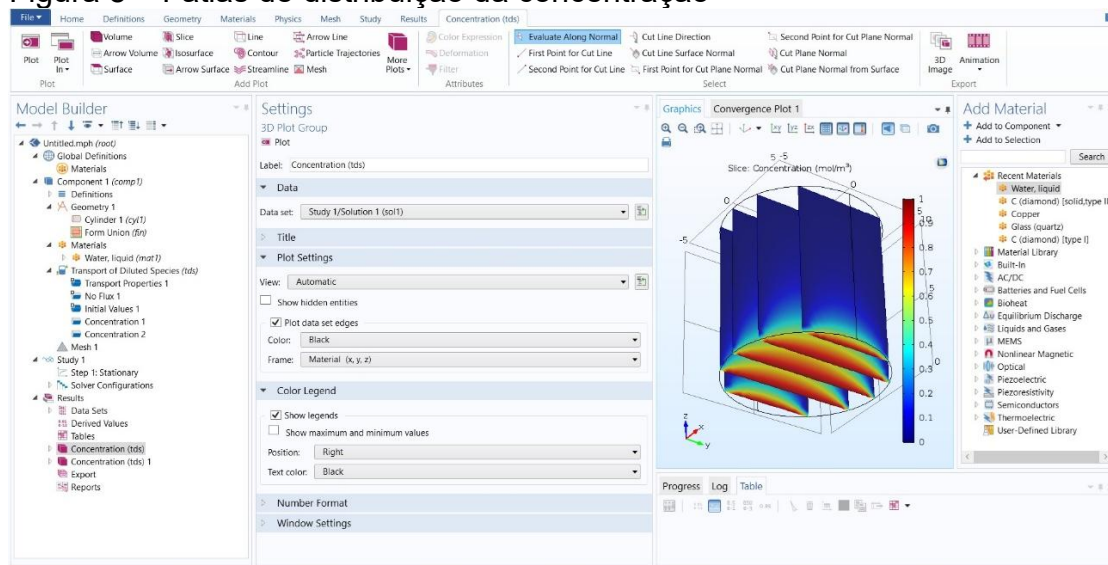 Figura 3 – Fatias de distribuição da concentração
File Home Definitions Geometry Materials Physics Mesh Study Results Concentration (tds)
Plot
Plot In
Volume
Arrow Volume
Surface
Slice
Isosurface
Arrow Surface
Line
Contour
Streamline
Arrow Line
Particle Trajectories
Mesh
More Plots
Color Expression
Deformation
Filter
Evaluate Along Normal
First Point for Cut Line
Second Point for Cut Line
Cut Line Direction
Cut Line Surface Normal
First Point for Cut Plane Normal
Second Point for Cut Plane Normal
Cut Plane Normal
Cut Plane Normal from Surface
3D Image
Animation
Plot Add Plot Attributes Select Export
Model Builder
Untitled.mph (root)
Global Definitions
Materials
Component 1 (comp1)
Definitions
Geometry 1
Cylinder 1 (cyl1)
Form Union (fin)
Materials
Water, liquid (mat1)
Transport of Diluted Species (tds)
Transport Properties 1
No Flux 1
Initial Values 1
Concentration 1
Concentration 2
Mesh 1
Study 1
Step 1: Stationary
Solver Configurations
Results
Data Sets
Derived Values
Tables
Concentration (tds)
Concentration (tds) 1
Export
Reports
Settings
3D Plot Group
Plot
Label: Concentration (tds)
Data
Data set: Study 1/Solution 1 (sol1)
Title
Plot Settings
View: Automatic
Show hidden entities
Plot data set edges
Color: Black
Frame: Material (x, y, z)
Color Legend
Show legends
Show maximum and minimum values
Position: Right
Text color: Black
Number Format
Window Settings
Graphics Convergence Plot 1
xy yz xz
5 -5
Slice: Concentration (mol/m³)
0
0
-5
5
10
5
0
1
0.9
0.8
0.7
0.6
0.5
0.4
0.3
0.2
0.1
0
z
x
y
Progress Log Table
Add Material
Add to Component
Add to Selection
Search
Recent Materials
Water, liquid
C (diamond) [solid,type II
Copper
Glass (quartz)
C (diamond) [type I]
Material Library
Built-In
AC/DC
Batteries and Fuel Cells
Bioheat
Equilibrium Discharge
Liquids and Gases
MEMS
Nonlinear Magnetic
Optical
Piezoelectric
Piezoresistivity
Semiconductors
Thermoelectric
User-Defined Library